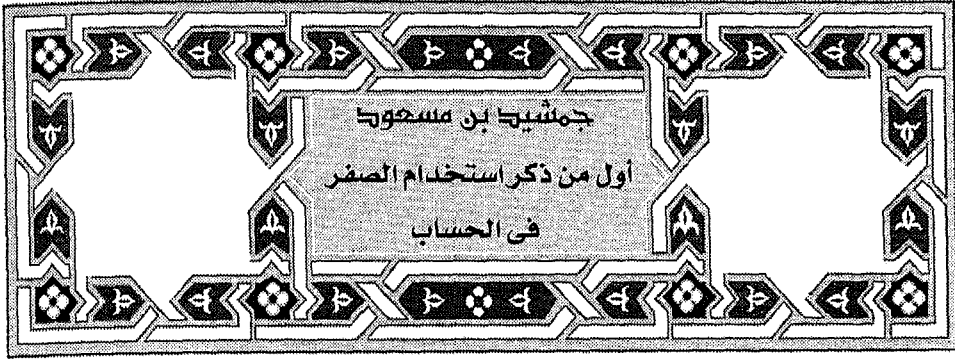 جمشيد بن مسعود
أول من ذكر استخدام الصفر
فى الحساب